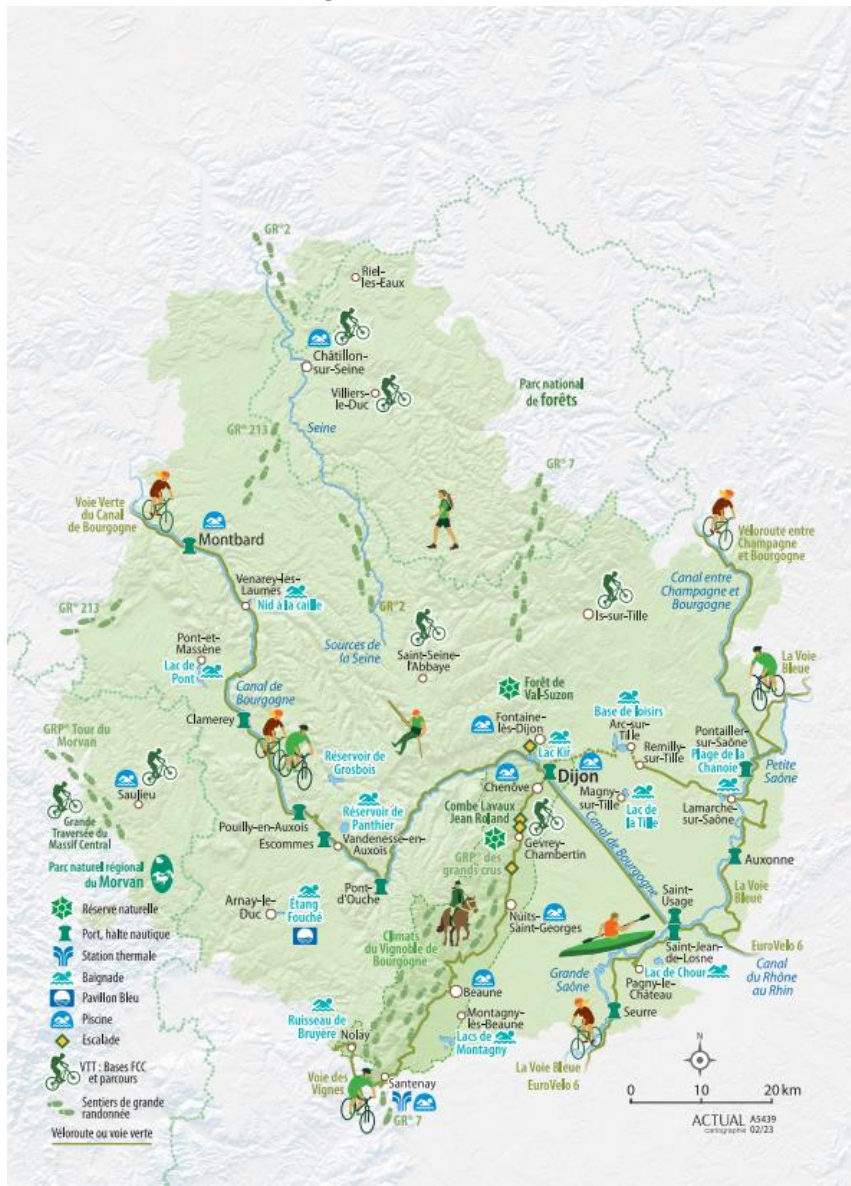 GR®2
Riel-
les-Eaux
Châtillon-
sur-Seine
Villiers-
le-Duc
Parc national
de forêts
Seine
GR® 213
GR® 7
Voie Verte
du Canal
de Bourgogne
Montbard
Véloroute entre
Champagne
et Bourgogne
Canal entre
Champagne et
Bourgogne
Venarey-les-
Laumes
Nid à la caille
GR® 213
GR®2
Is-sur-Tille
Sources de
la Seine
Saint-Seine-
l'Abbaye
Pont-et-
Massène
Lac de
Pont
La Voie
Bleue
Canal de
Bourgogne
Forêt de
Val-Suzon
Clamerey
Fontaine-
lès-Dijon
Base de loisirs
Arc-sur-
Tille
Pontailler-
sur-Saône
Plage de la
Chanoie
GRP® Tour du
Morvan
Réservoir de
Grosbois
Lac Kir
Remilly-
sur-Tille
Petite
Saône
Dijon
Saulieu
Chenôve
Magny-
sur-Tille
Lac de
la Tille
Lamarche-
sur-Saône
Grande
Traversée du
Massif Central
Réservoir de
Panthier
Combe Lavaux
Jean Roland
Pouilly-en-Auxois
Escommes
Vandenesse-en-
Auxois
Gevrey-
Chambertin
Canal de Bourgogne
Auxonne
Parc naturel régional
du Morvan
GRP® des
grands crus
Pont-
d'Ouche
La Voie
Bleue
Arnay-le-
Duc
Étang
Fouché
Saint-
Usage
Nuits-
Saint-Georges
Climats
du Vignoble de
Bourgogne
Saint-Jean-
de-Losne
EuroVelo 6
Canal
du Rhône
au Rhin
Grande
Saône
Pagny-le-
Château
Lac de Chour
Beaune
Seurre
Ruisseau de
Bruyère
Montagny-
lès-Beaune
Lacs de
Montagny
Nolay
La Voie Bleue
EuroVelo 6
Voie des
Vignes
Santenay
GR® 7
Réserve naturelle
Port, halte nautique
Station thermale
Baignade
Pavillon Bleu
Piscine
Escalade
VTT : Bases FCC
et parcours
Sentiers de grande
randonnée
Véloroute ou voie verte
N
0 10 20 km
ACTUAL A5439
cartographie 02/23